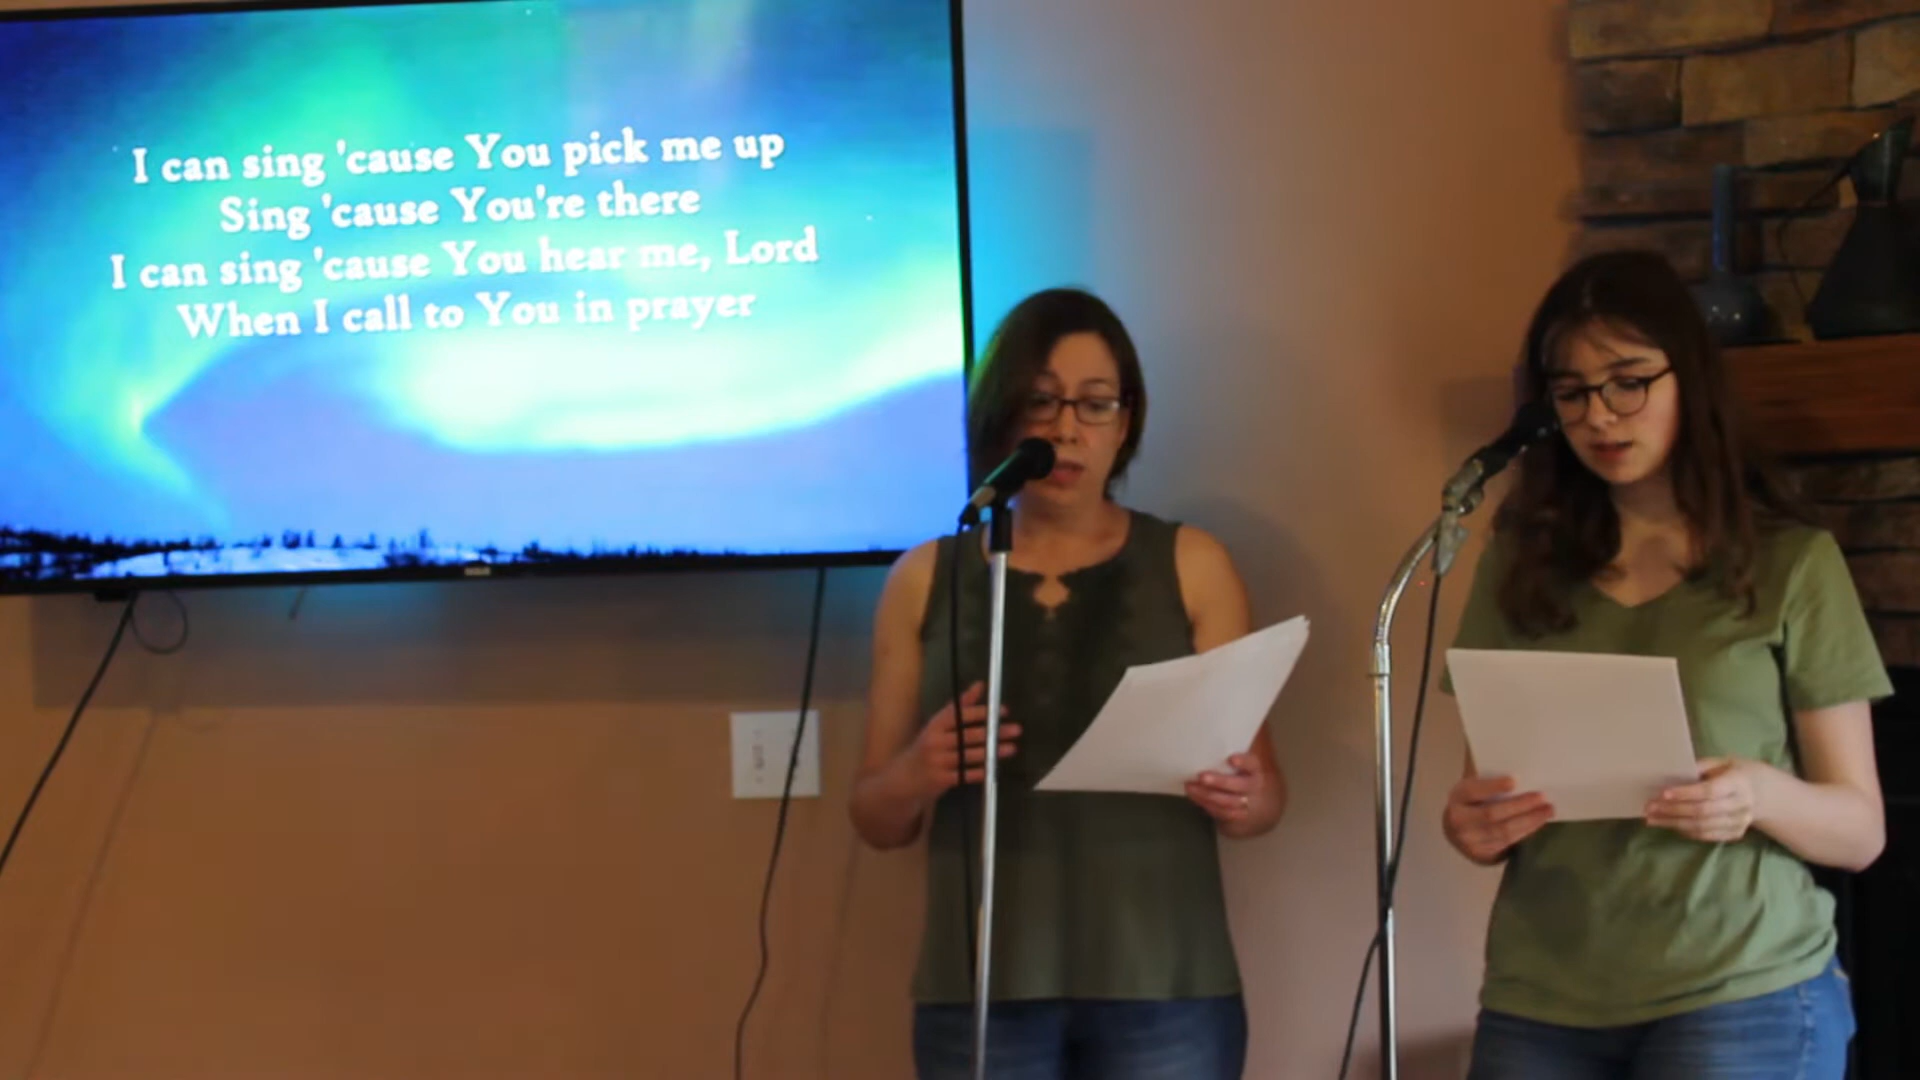 I can sing 'cause You pick me up
Sing 'cause You're there
I can sing 'cause You hear me, Lord
When I call to You in prayer
RCA